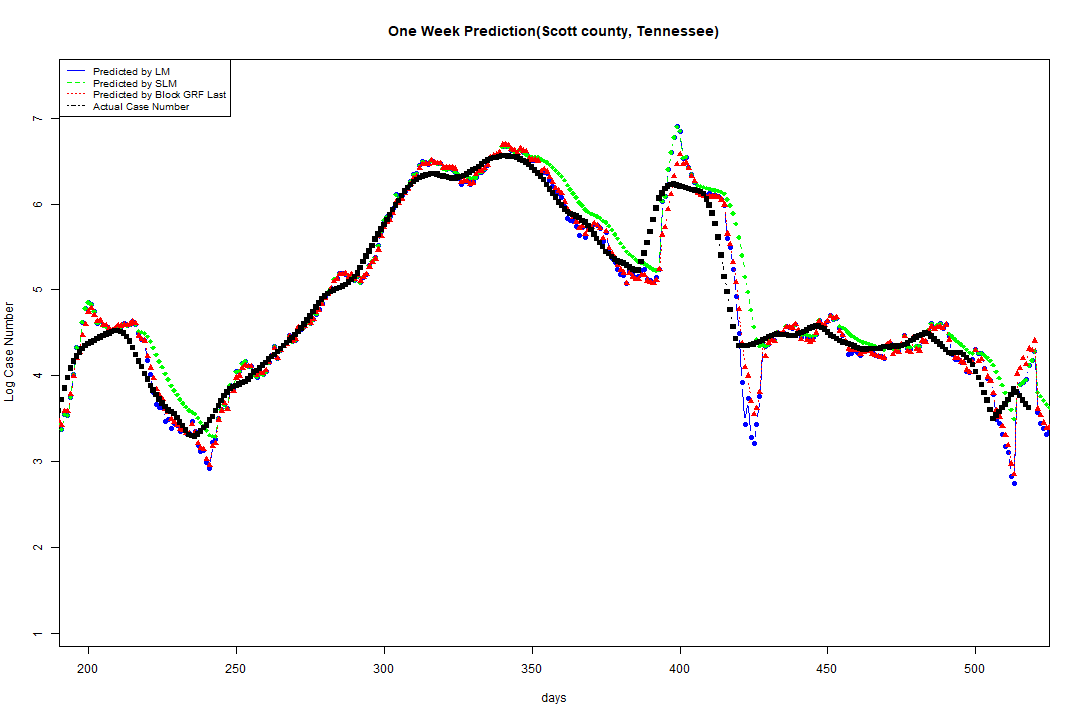 One Week Prediction(Scott county, Tennessee)
Predicted by LM
Predicted by SLM
Predicted by Block GRF Last
Actual Case Number
Log Case Number
7
6
5
4
3
2
1
200 250 300 350 400 450 500
days